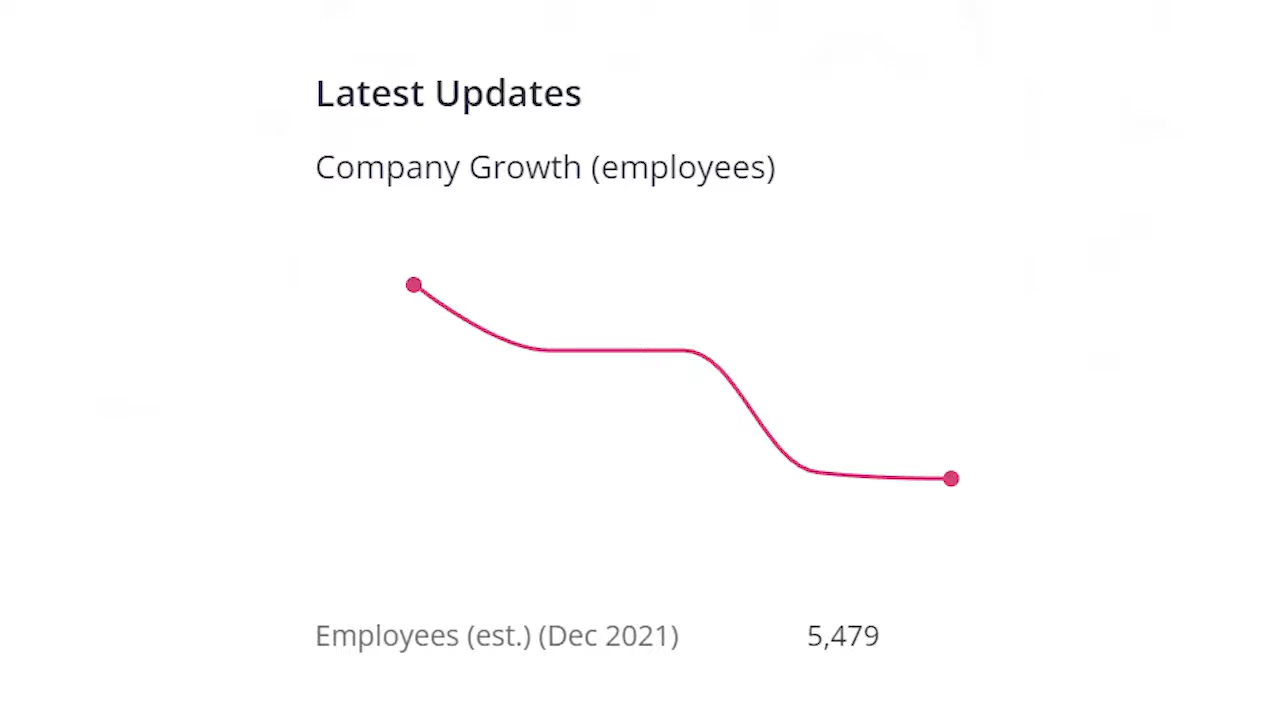 Latest Updates
Company Growth (employees)
Employees (est.) (Dec 2021) 5,479